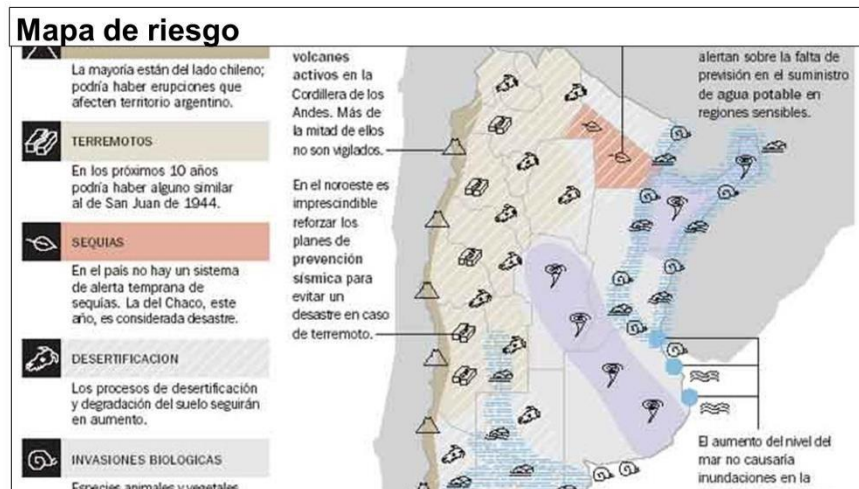 Mapa de riesgo
La mayoría están del lado chileno;
podría haber erupciones que
afecten territorio argentino.
TERREMOTOS
En los próximos 10 años
podría haber alguno similar
al de San Juan de 1944.
SEQUIAS
En el país no hay un sistema
de alerta temprana de
sequías. La del Chaco, este
año, es considerada desastre.
DESERTIFICACION
Los procesos de desertificación
y degradación del suelo seguirán
en aumento.
INVASIONES BIOLOGICAS
Especies animales y vegetales
volcanes
activos en la
Cordillera de los
Andes. Más de
la mitad de ellos
no son vigilados.
En el noroeste es
imprescindible
reforzar los
planes de
prevención
sísmica para
evitar un
desastre en caso
de terremoto.
alertan sobre la falta de
previsión en el suministro
de agua potable en
regiones sensibles.
El aumento del nivel del
mar no causaría
inundaciones en la